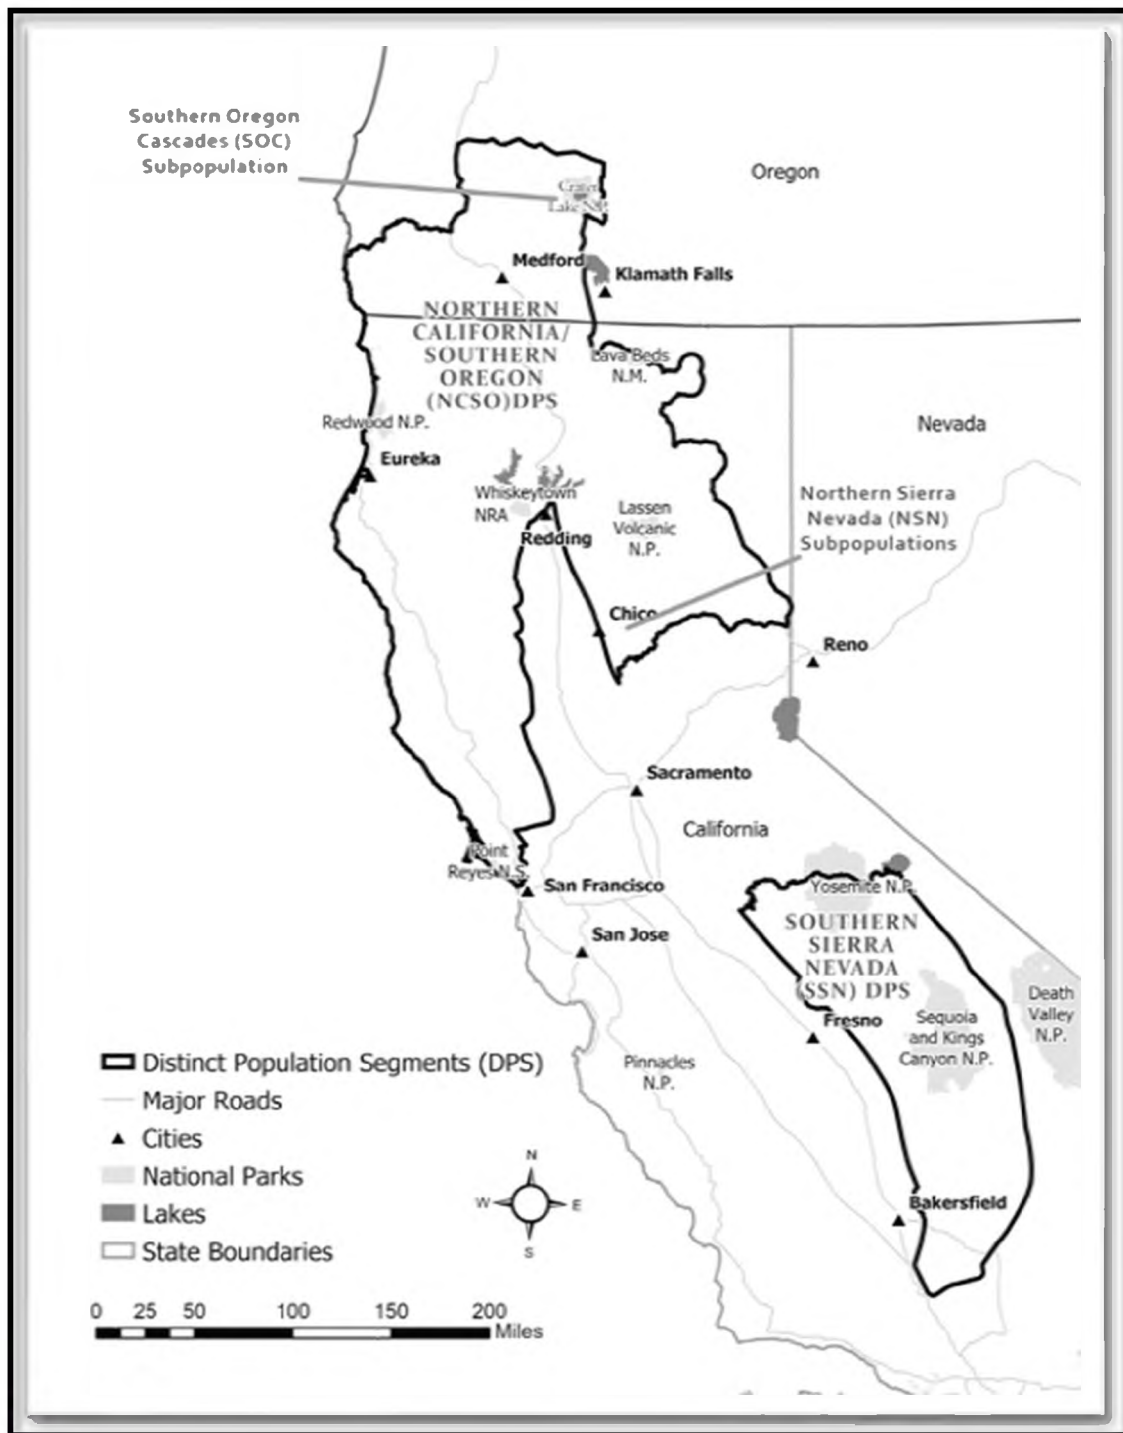 Southern Oregon
Cascades (SOC)
Subpopulation
Oregon
Crater
Lake N.P.
Medford
Klamath Falls
NORTHERN
CALIFORNIA/
SOUTHERN
OREGON
(NCSO)DPS
Lava Beds
N.M.
Redwood N.P.
Nevada
Eureka
Whiskeytown
NRA
Lassen
Volcanic
N.P.
Northern Sierra
Nevada (NSN)
Subpopulations
Redding
Chico
Reno
Sacramento
California
Point
Reyes N.S.
San Francisco
Yosemite N.P.
San Jose
SOUTHERN
SIERRA
NEVADA
(SSN) DPS
Fresno
Sequoia
and Kings
Canyon N.P.
Death
Valley
N.P.
Pinnacles
N.P.
Distinct Population Segments (DPS)
Major Roads
Cities
National Parks
Lakes
State Boundaries
N
W
E
S
Bakersfield
0 25 50 100 150 200
Miles